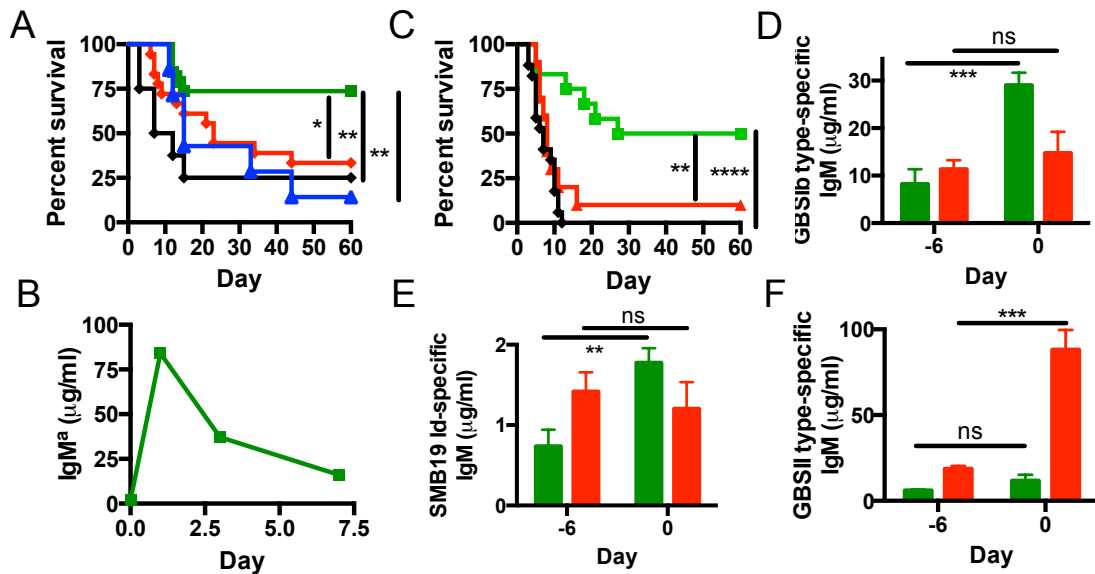 A
Percent survival
100
75
50
25
0
*
**
**
0 10 20 30 40 50 60
Day
C
Percent survival
100
75
50
25
0
**
****
0 10 20 30 40 50 60
Day
D
GBSIb type-specific
IgM (μg/ml)
30
20
10
0
ns
***
-6 0
Day
B
IgMᵃ (μg/ml)
100
75
50
25
0
0.0 2.5 5.0 7.5
Day
E
SMB19 Id-specific
IgM (μg/ml)
2
1
0
ns
**
-6 0
Day
F
GBSII type-specific
IgM (μg/ml)
100
50
0
***
ns
-6 0
Day